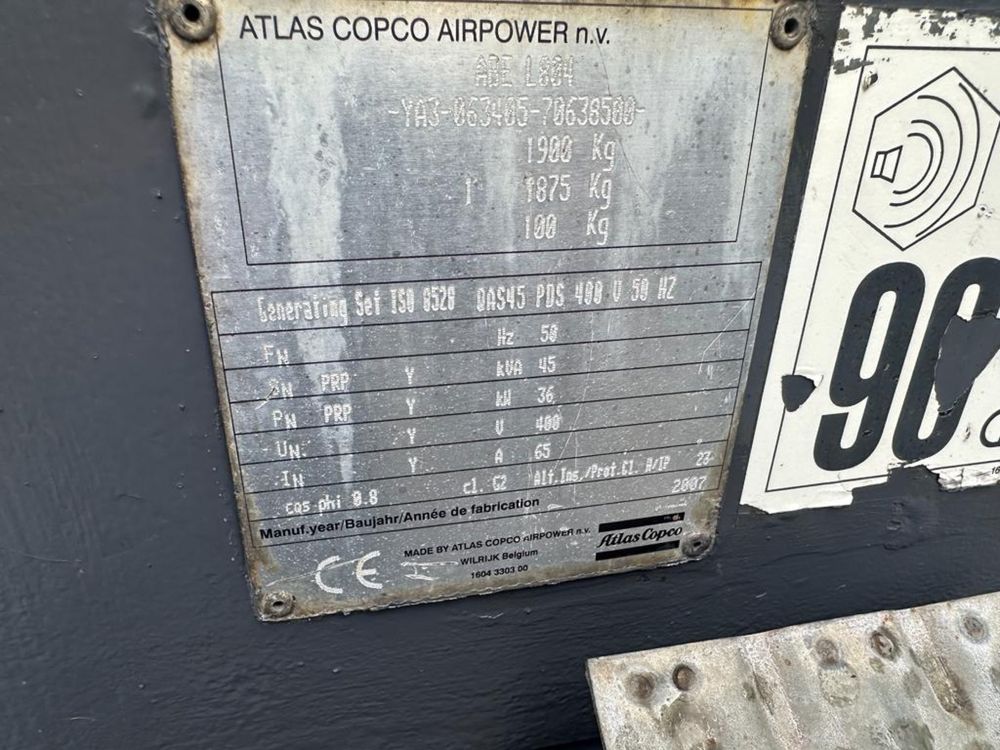 ATLAS COPCO AIRPOWER n.v.
ABE L804
-YA3-063405-70638580-
1900 Kg
1 1875 Kg
100 Kg
Generating Set ISO 8528 QAS45 PDS 400 V 50 HZ
FN Hz 50
SN PRP Y kVA 45
PN PRP Y kW 36
UN Y V 400
IN Y A 65
cos phi 0.8 cl. G2 Alt.Ins./Prot.Cl. H/IP 23
Manuf.year/Baujahr/Année de fabrication 2007
MADE BY ATLAS COPCO AIRPOWER n.v.
WILRIJK Belgium
1604 3303 00
CE
Atlas Copco
90